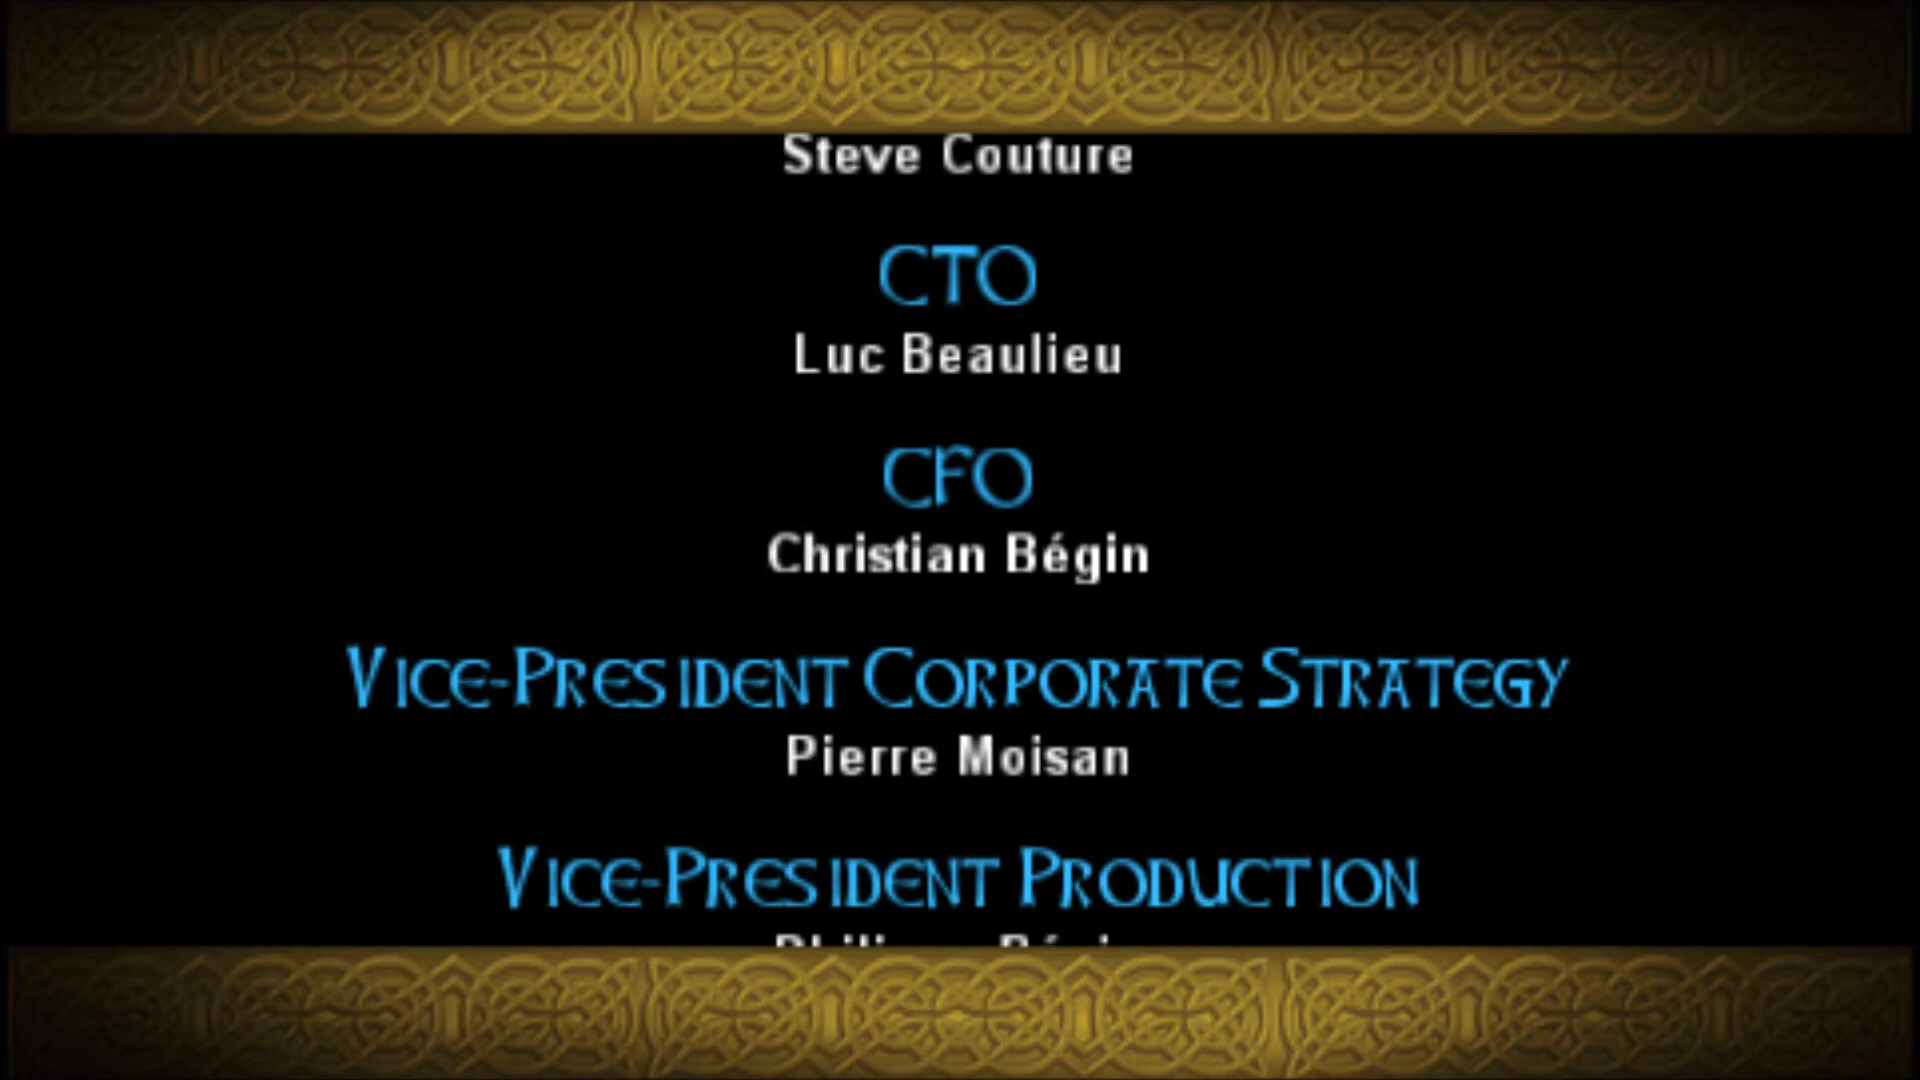 Steve Couture
CTO
Luc Beaulieu
CFO
Christian Bégin
Vice-President Corporate Strategy
Pierre Moisan
Vice-President Production